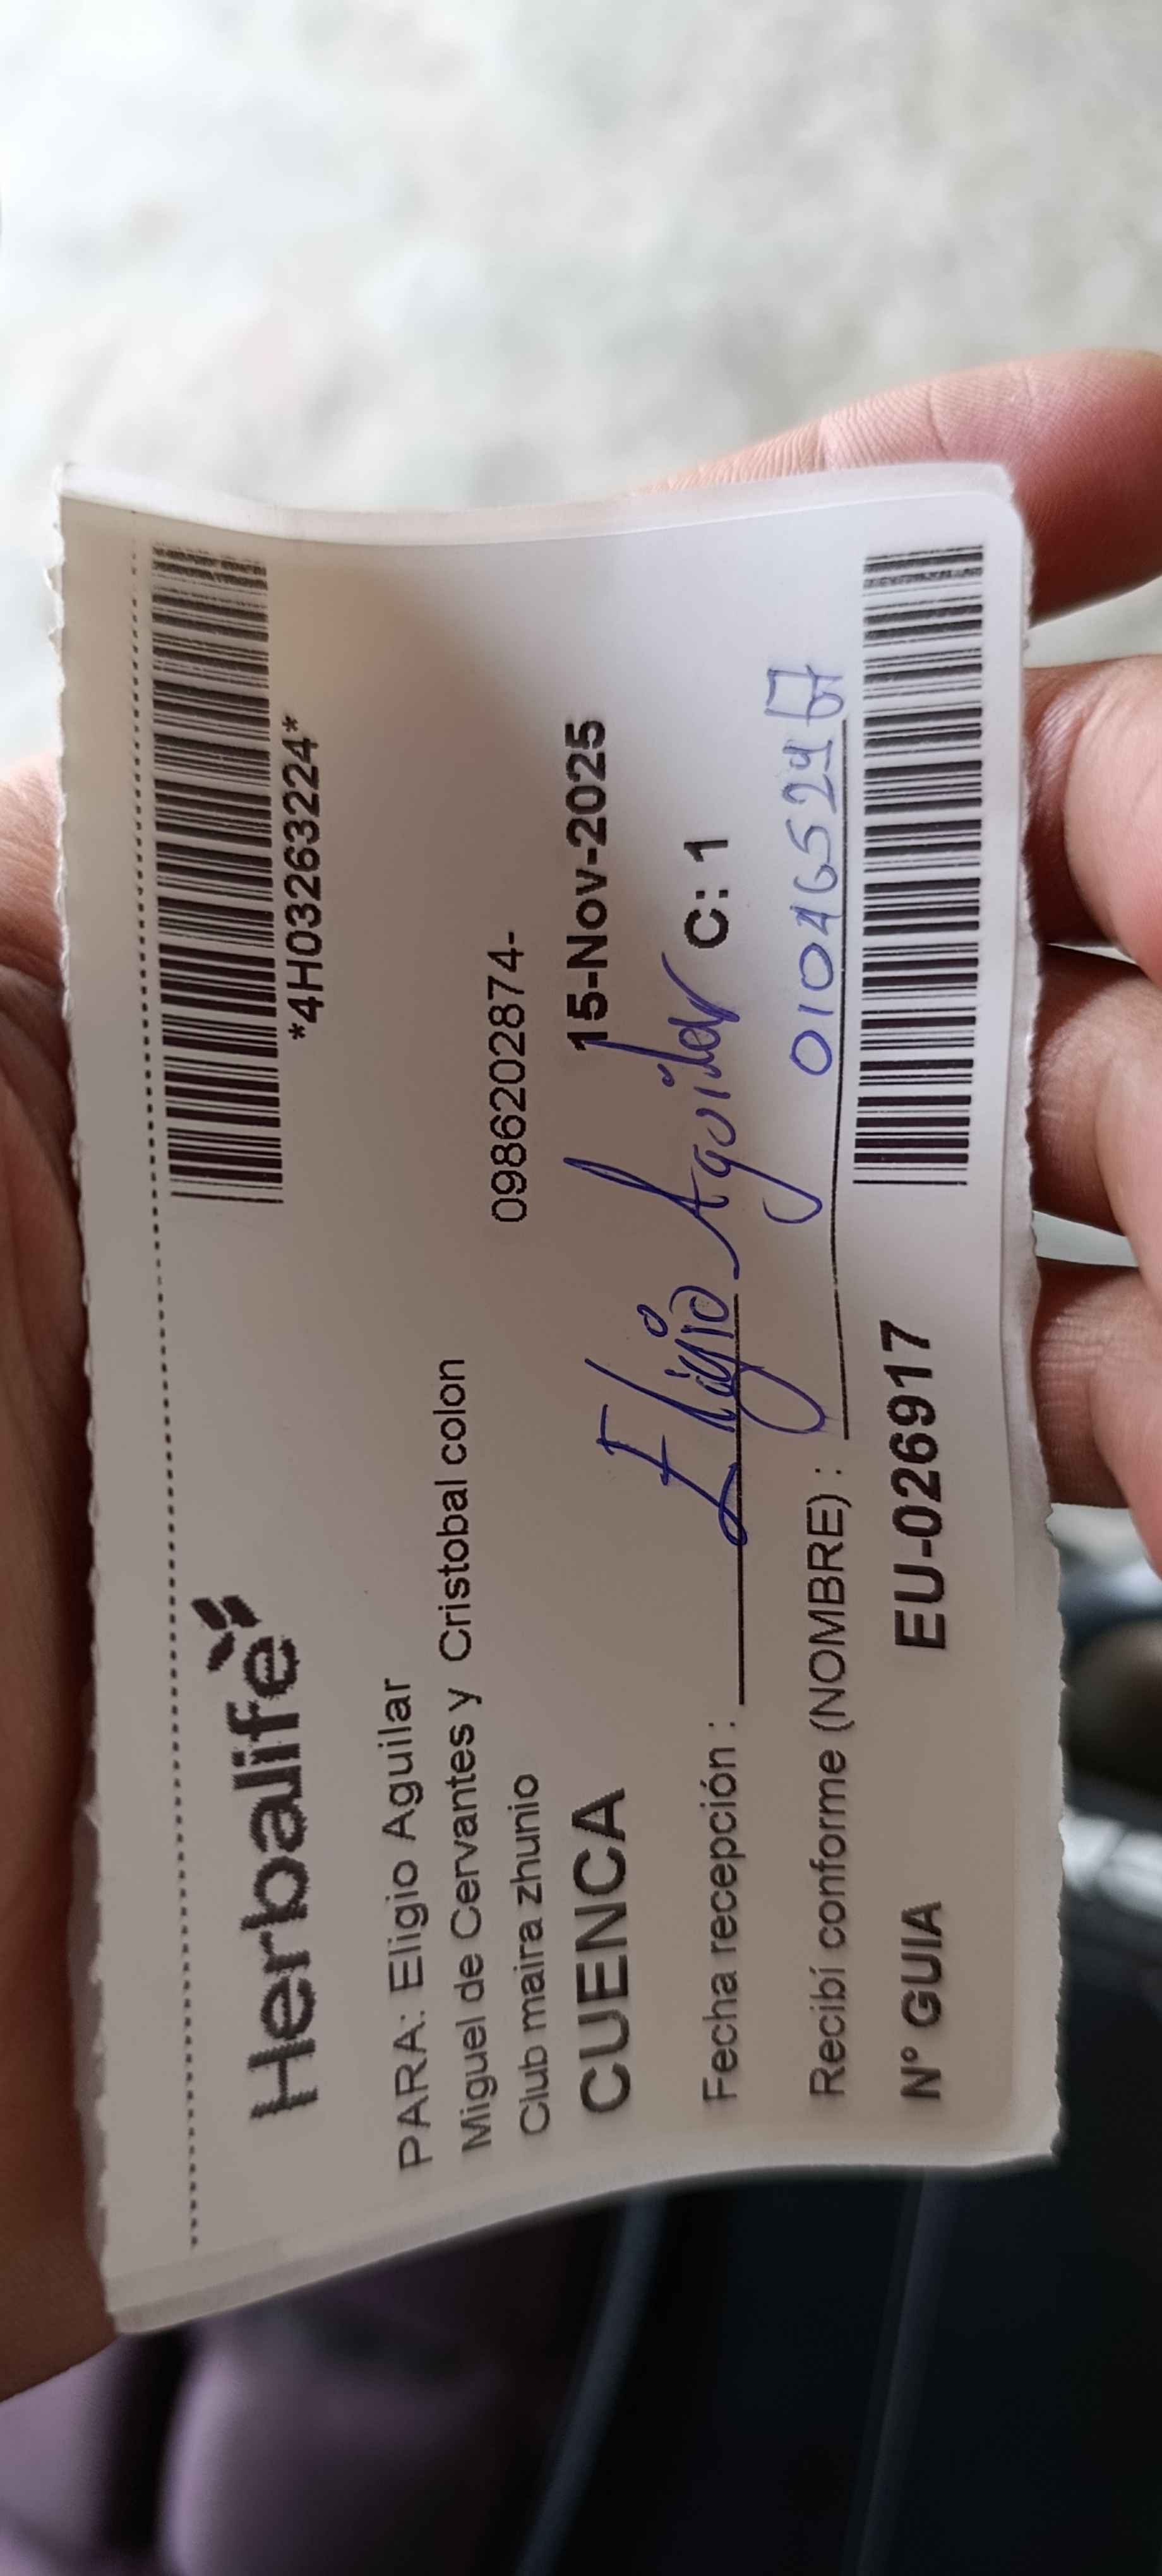 *4H03263224*
Herbalife
PARA: Eligio Aguilar
Miguel de Cervantes y Cristobal colon
Club maira zhunio 0986202874-
CUENCA 15-Nov-2025
Eligio Aguilar
Fecha recepción : C: 1
Recibí conforme (NOMBRE) :
N° GUIA EU-026917